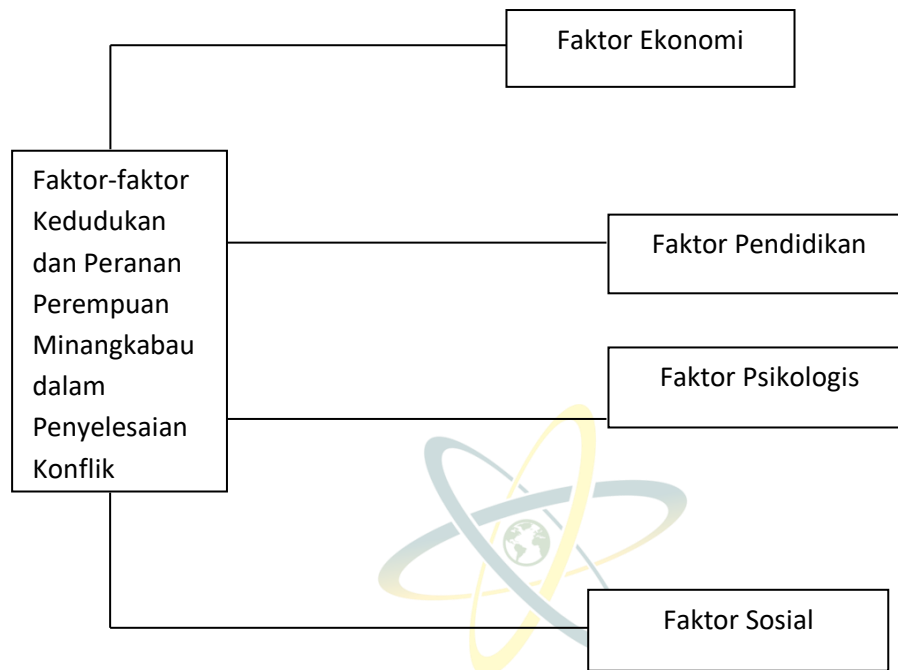 Faktor Ekonomi
Faktor-faktor
Kedudukan
dan Peranan
Perempuan
Minangkabau
dalam
Penyelesaian
Konflik
Faktor Pendidikan
Faktor Psikologis
Faktor Sosial